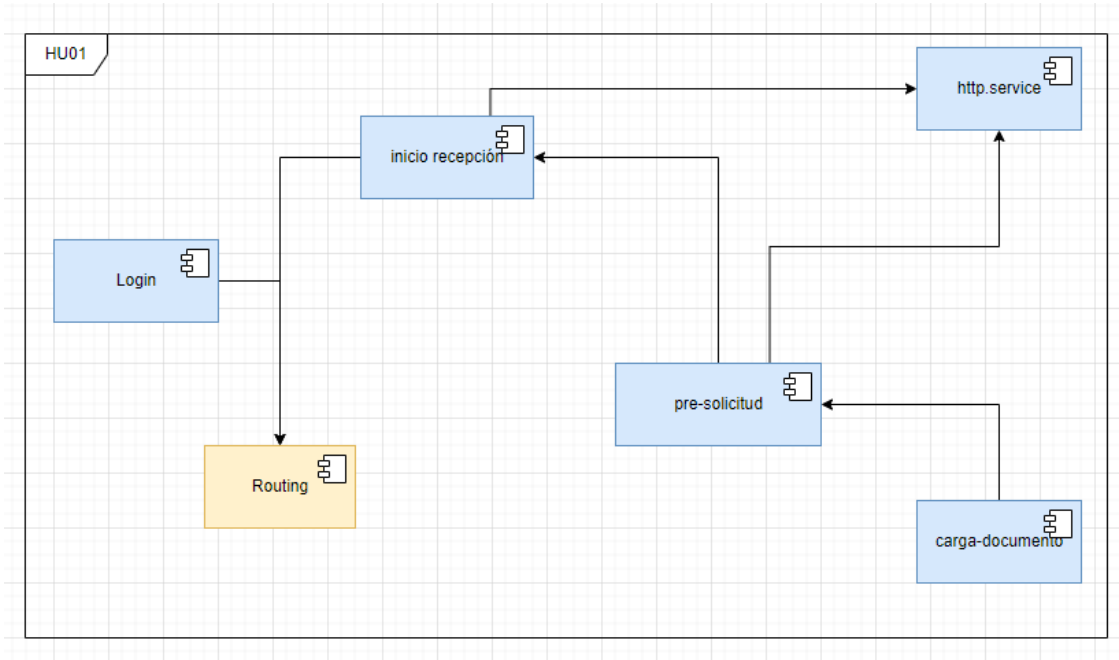 HU01
http.service
inicio recepción
Login
pre-solicitud
Routing
carga-documento